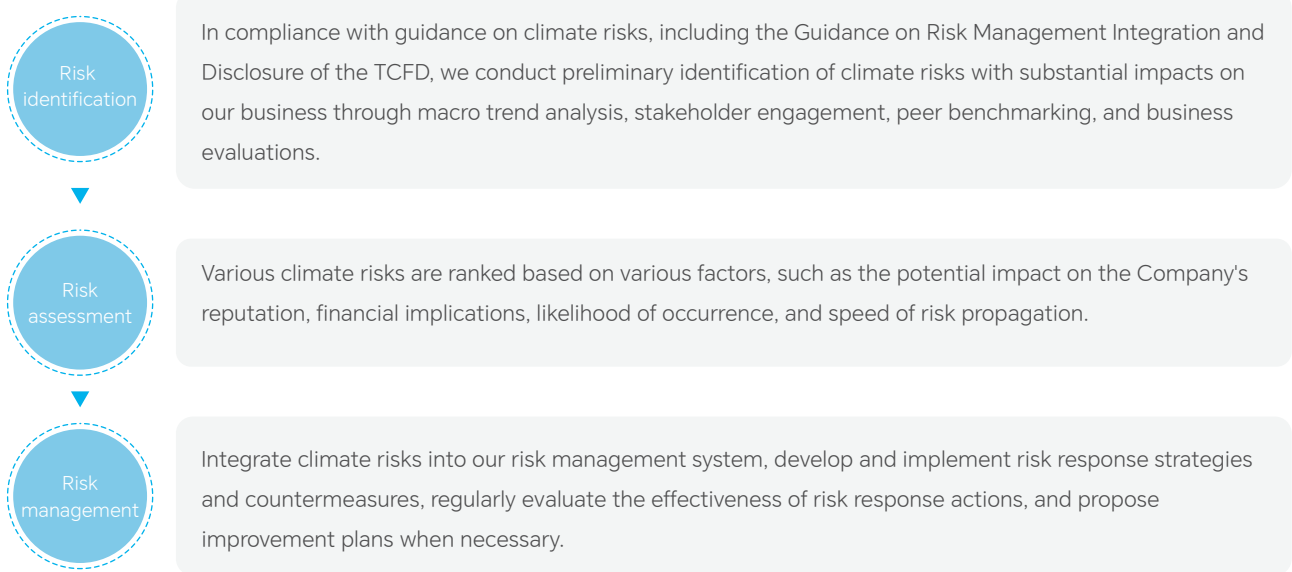 Risk
identification
In compliance with guidance on climate risks, including the Guidance on Risk Management Integration and
Disclosure of the TCFD, we conduct preliminary identification of climate risks with substantial impacts on
our business through macro trend analysis, stakeholder engagement, peer benchmarking, and business
evaluations.
Risk
assessment
Various climate risks are ranked based on various factors, such as the potential impact on the Company's
reputation, financial implications, likelihood of occurrence, and speed of risk propagation.
Risk
management
Integrate climate risks into our risk management system, develop and implement risk response strategies
and countermeasures, regularly evaluate the effectiveness of risk response actions, and propose
improvement plans when necessary.